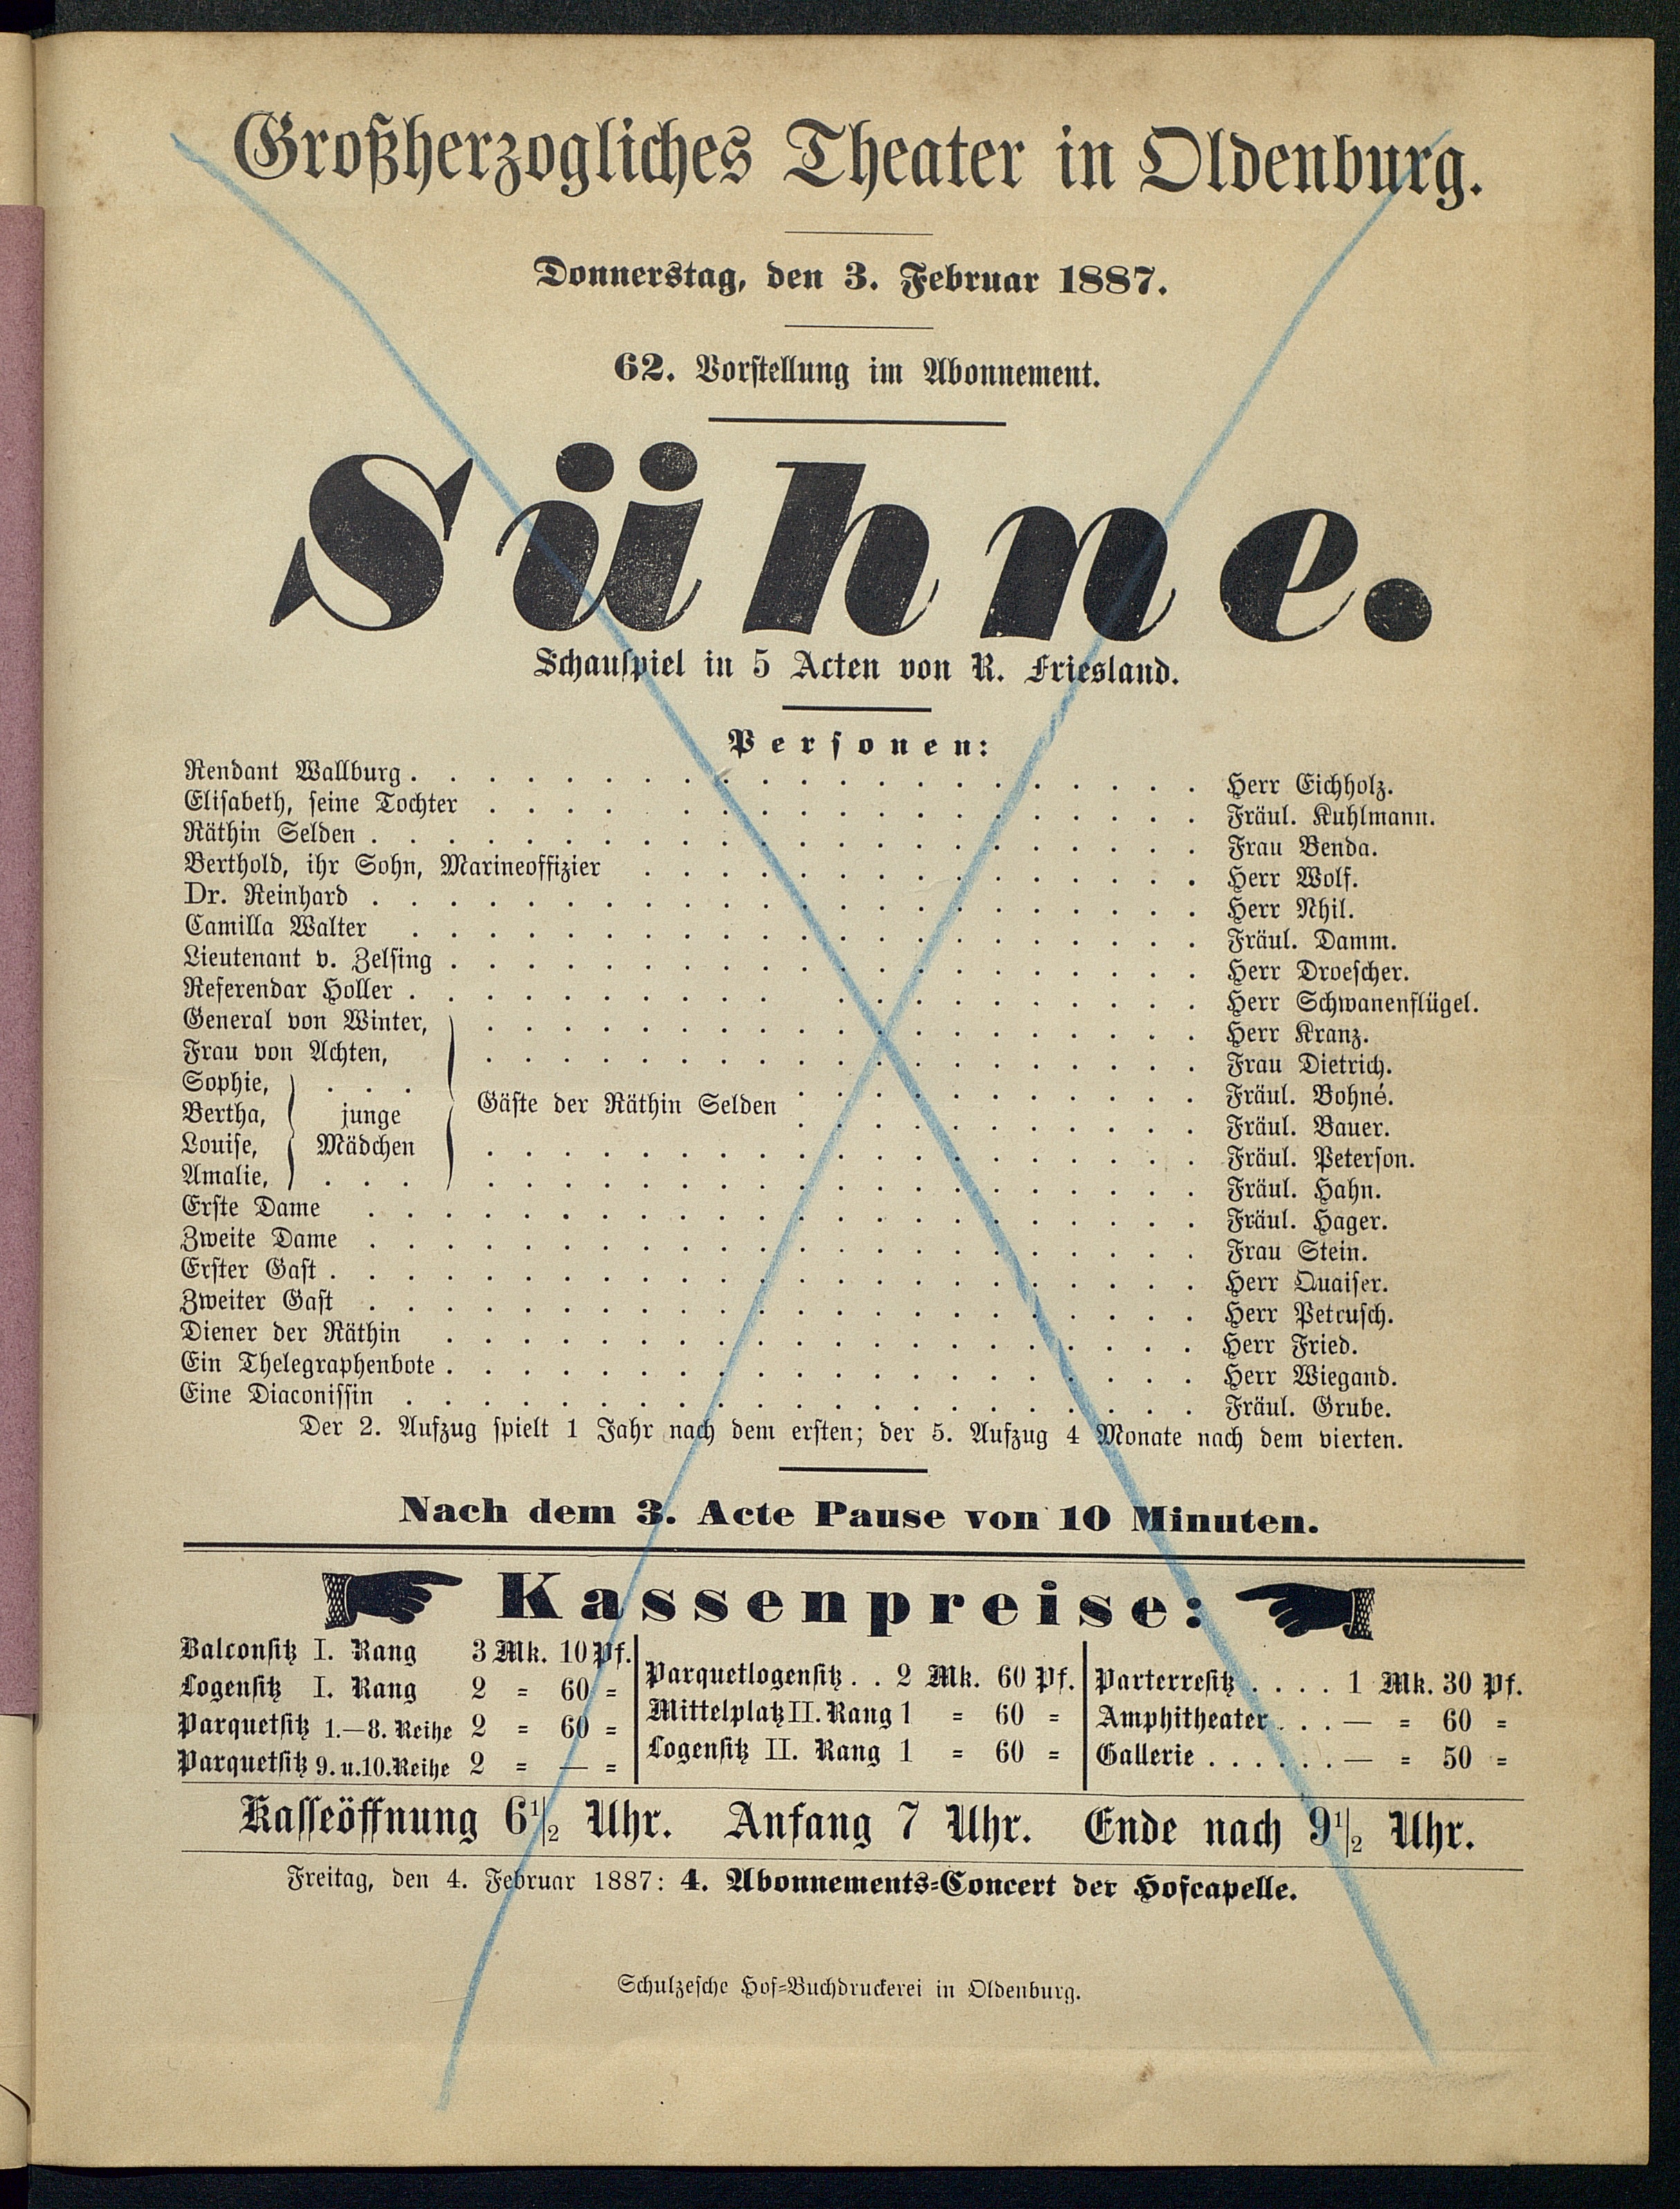 Großherzogliches Theater in Oldenburg.
Donnerstag, den 3. Februar 1887.
62. Vorstellung im Abonnement.
Sühne.
Schauspiel in 5 Acten von R. Friesland.
Personen:
Rendant Wallburg . . . . Herr Eichholz.
Elisabeth, seine Tochter . . . . Fräul. Kuhlmann.
Räthin Selden . . . . Frau Benda.
Berthold, ihr Sohn, Marineoffizier . . . . Herr Wolf.
Dr. Reinhard . . . . Herr Nhil.
Camilla Walter . . . . Fräul. Damm.
Lieutenant v. Zelsing . . . . Herr Droescher.
Referendar Holler . . . . Herr Schwanenflügel.
General von Winter, . . . . Herr Kranz.
Frau von Achten, . . . . Frau Dietrich.
Sophie, . . . . Fräul. Bohné.
Bertha, junge Gäste der Räthin Selden . . . . Fräul. Bauer.
Louise, Mädchen . . . . Fräul. Peterson.
Amalie, . . . . Fräul. Hahn.
Erste Dame . . . . Fräul. Hager.
Zweite Dame . . . . Frau Stein.
Erster Gast . . . . Herr Quaiser.
Zweiter Gast . . . . Herr Petrusch.
Diener der Räthin . . . . Herr Fried.
Ein Thelegraphenbote . . . . Herr Wiegand.
Eine Diaconissin . . . . Fräul. Grube.
Der 2. Aufzug spielt 1 Jahr nach dem ersten; der 5. Aufzug 4 Monate nach dem vierten.
Nach dem 3. Acte Pause von 10 Minuten.
Kassenpreise:
Balconsitz I. Rang 3 Mk. 10 Pf.
Logensitz I. Rang 2 = 60 =
Parquetsitz 1.—8. Reihe 2 = 60 =
Parquetsitz 9. u. 10. Reihe 2 = — =
Parquetlogensitz . . 2 Mk. 60 Pf.
Mittelplatz II. Rang 1 = 60 =
Logensitz II. Rang 1 = 60 =
Parterresitz . . . . 1 Mk. 30 Pf.
Amphitheater . . . — = 60 =
Gallerie . . . . . . — = 50 =
Kasseöffnung 6 1/2 Uhr. Anfang 7 Uhr. Ende nach 9 1/2 Uhr.
Freitag, den 4. Februar 1887: 4. Abonnements=Concert der Hofcapelle.
Schulzesche Hof=Buchdruckerei in Oldenburg.